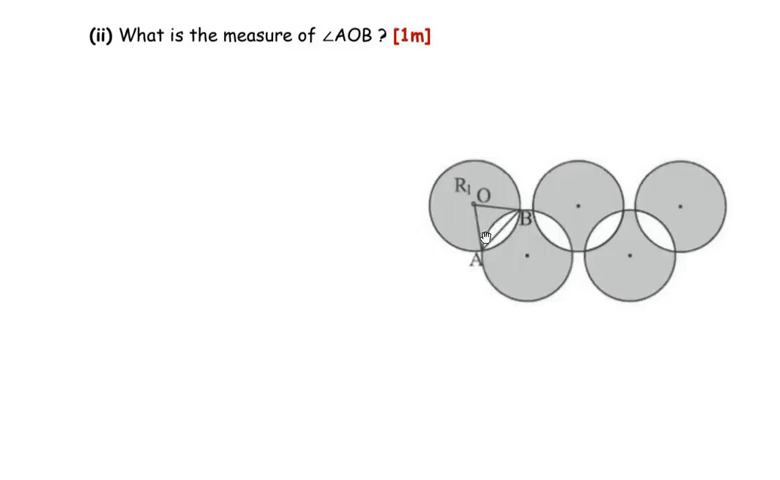 (ii) What is the measure of ∠AOB ? [1m]
R₁ O
B
A